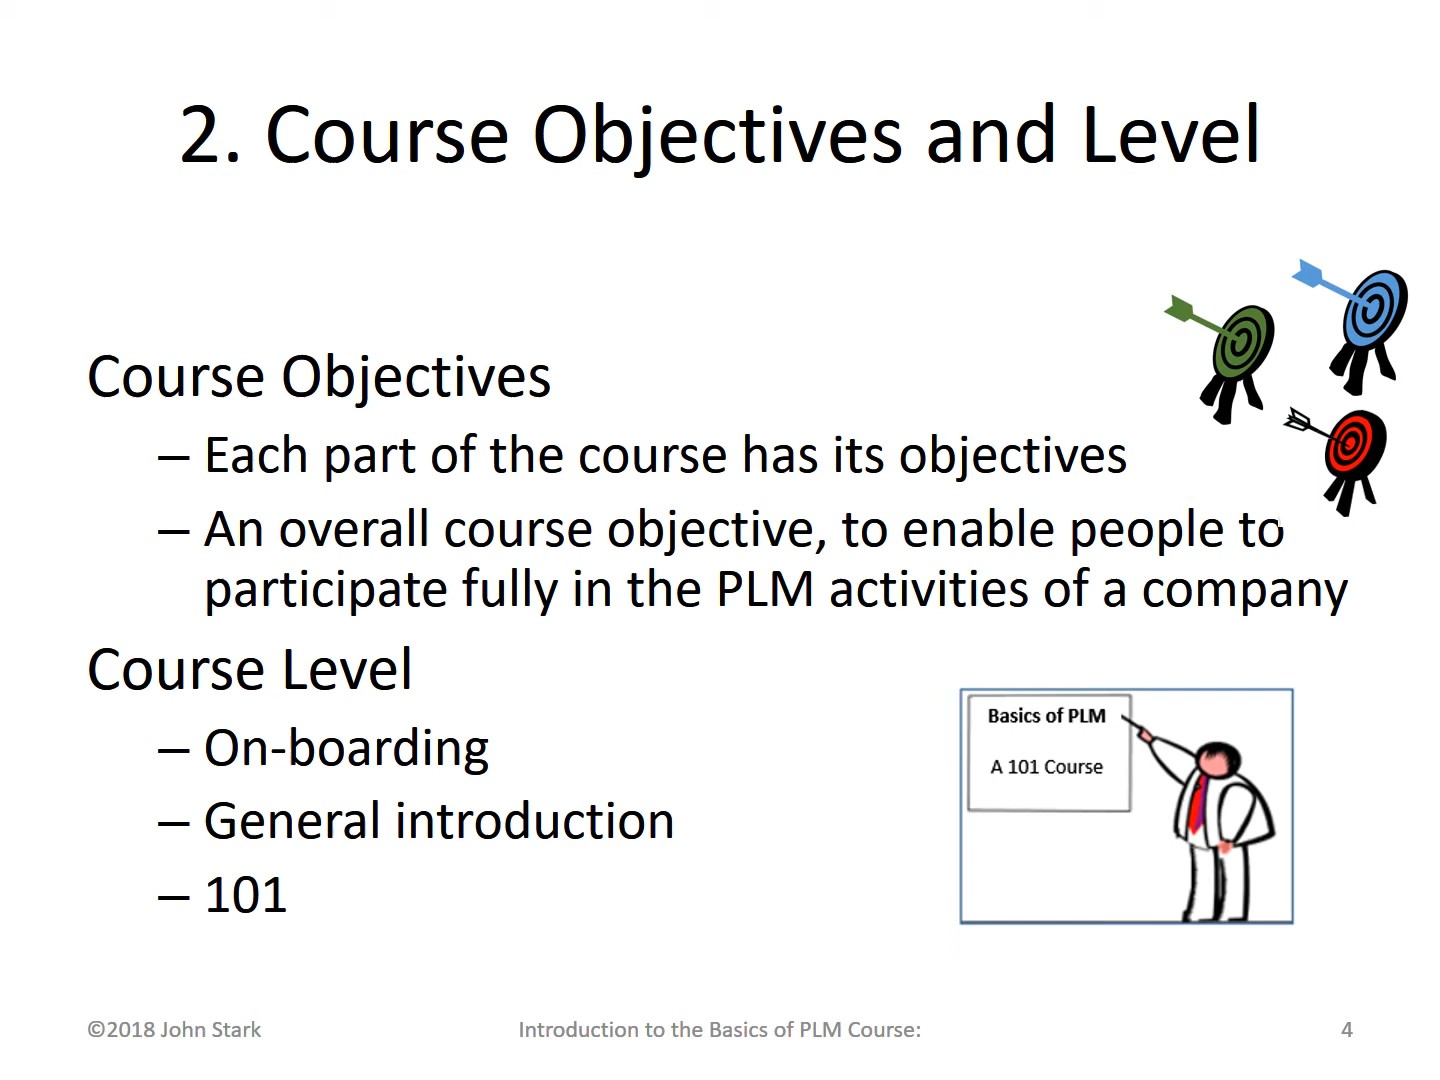 2. Course Objectives and Level
Course Objectives
– Each part of the course has its objectives
– An overall course objective, to enable people to
participate fully in the PLM activities of a company
Course Level
– On-boarding
– General introduction
– 101
Basics of PLM
A 101 Course
©2018 John Stark
Introduction to the Basics of PLM Course:
4